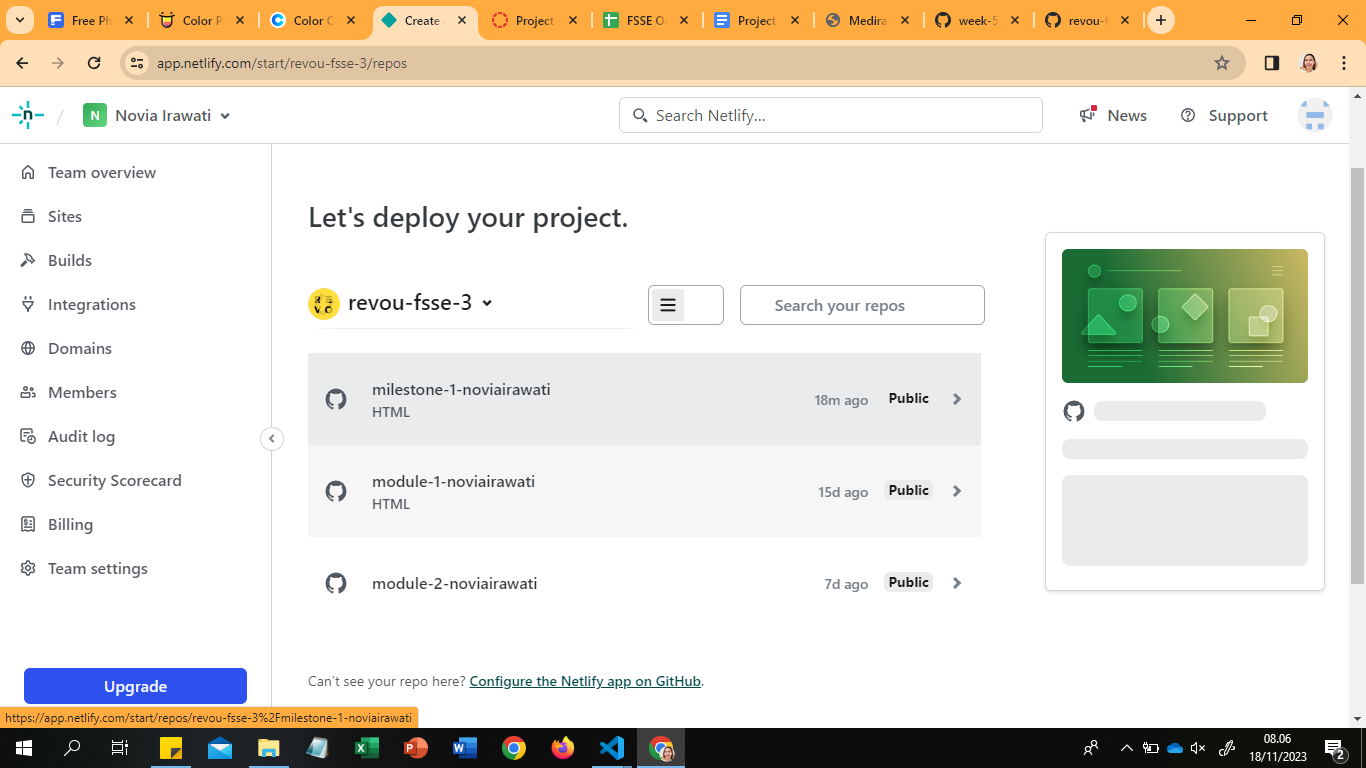 Free Ph
Color P
Color C
Create
Project
FSSE O
Project
Medira
week-5
revou-f
app.netlify.com/start/revou-fsse-3/repos
n / N Novia Irawati
Search Netlify...
News
Support
Team overview
Sites
Builds
Integrations
Domains
Members
Audit log
Security Scorecard
Billing
Team settings
Upgrade
Let's deploy your project.
revou-fsse-3
Search your repos
milestone-1-noviairawati
HTML
18m ago Public
module-1-noviairawati
HTML
15d ago Public
module-2-noviairawati
7d ago Public
Can't see your repo here? Configure the Netlify app on GitHub.
https://app.netlify.com/start/repos/revou-fsse-3%2Fmilestone-1-noviairawati
08.06
18/11/2023
2